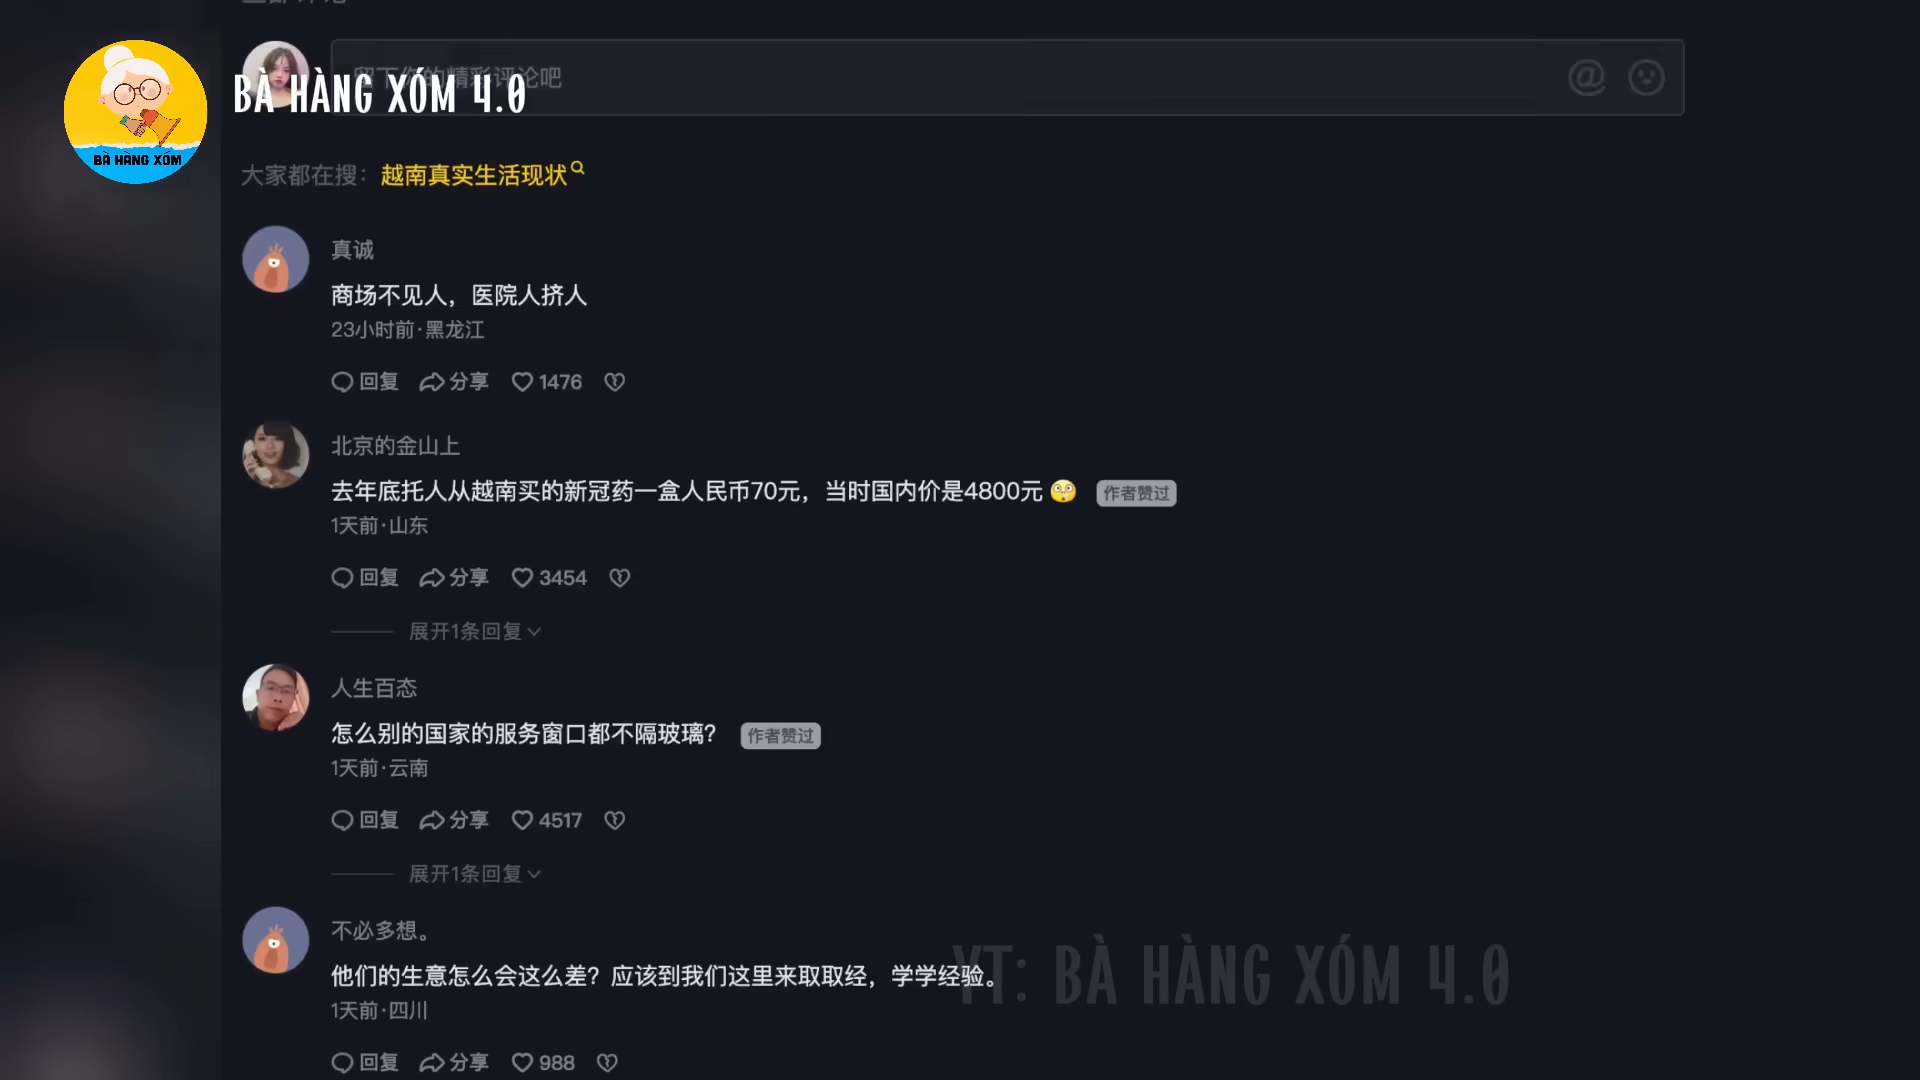 BÀ HÀNG XÓM
BÀ HÀNG XÓM 4.0
大家都在搜：越南真实生活现状
真诚
商场不见人，医院人挤人
23小时前·黑龙江
回复 分享 1476
北京的金山上
去年底托人从越南买的新冠药一盒人民币70元，当时国内价是4800元 🙄 作者赞过
1天前·山东
回复 分享 3454
展开1条回复
人生百态
怎么别的国家的服务窗口都不隔玻璃？ 作者赞过
1天前·云南
回复 分享 4517
展开1条回复
不必多想。
他们的生意怎么会这么差？应该到我们这里来取取经，学学经验。
YT: BÀ HÀNG XÓM 4.0
1天前·四川
回复 分享 988